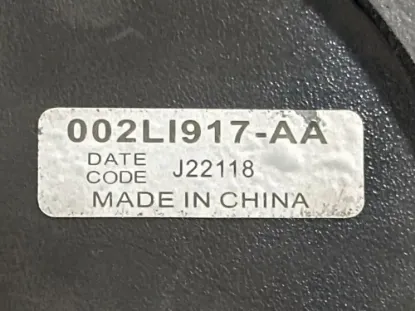 002LI917-AA
DATE CODE J22118
MADE IN CHINA